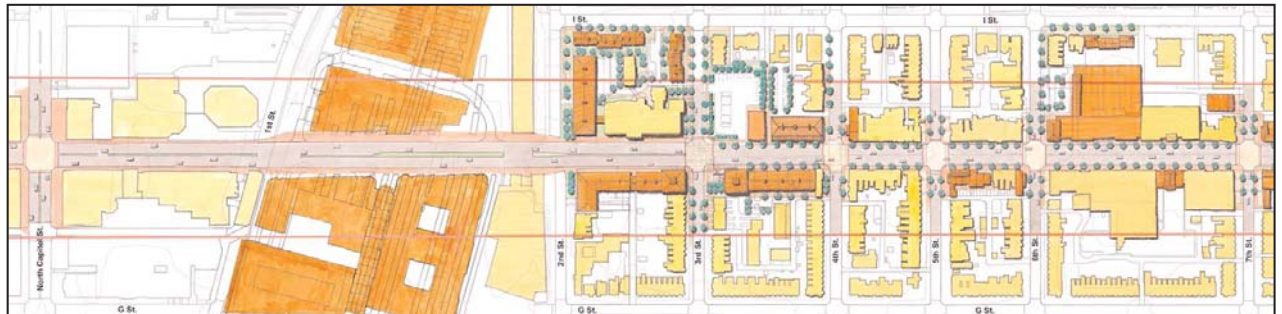 I St.
I St.
1st St.
North Capitol St.
2nd St.
3rd St.
4th St.
5th St.
6th St.
7th St.
G St.
G St.
G St.